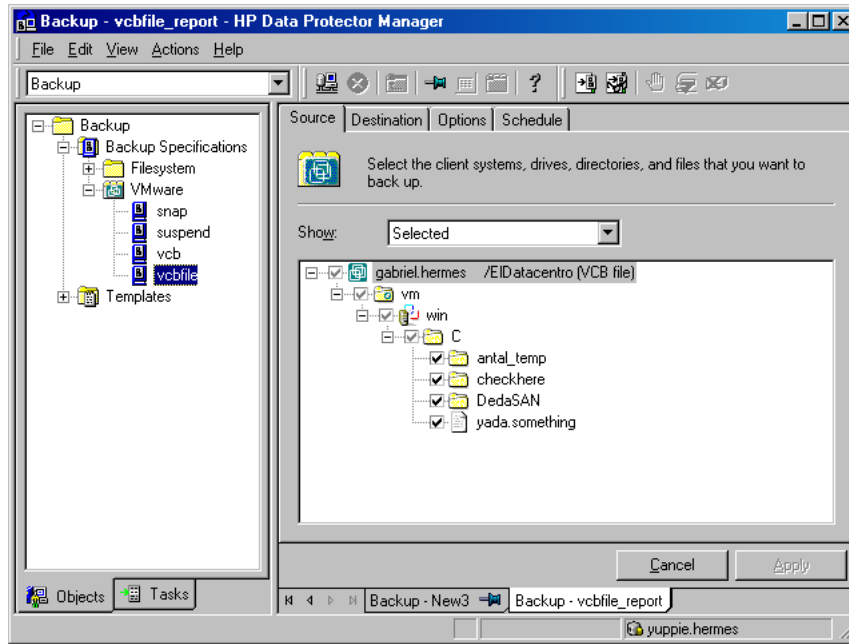 Backup - vcbfile_report - HP Data Protector Manager
File Edit View Actions Help
Backup
Backup
Backup Specifications
Filesystem
VMware
snap
suspend
vcb
vcbfile
Templates
Objects Tasks
Source Destination Options Schedule
Select the client systems, drives, directories, and files that you want to
back up.
Show: Selected
gabriel.hermes /ElDatacentro (VCB file)
vm
win
C
antal_temp
checkhere
DedaSAN
yada.something
Cancel Apply
Backup - New3 Backup - vcbfile_report
yuppie.hermes